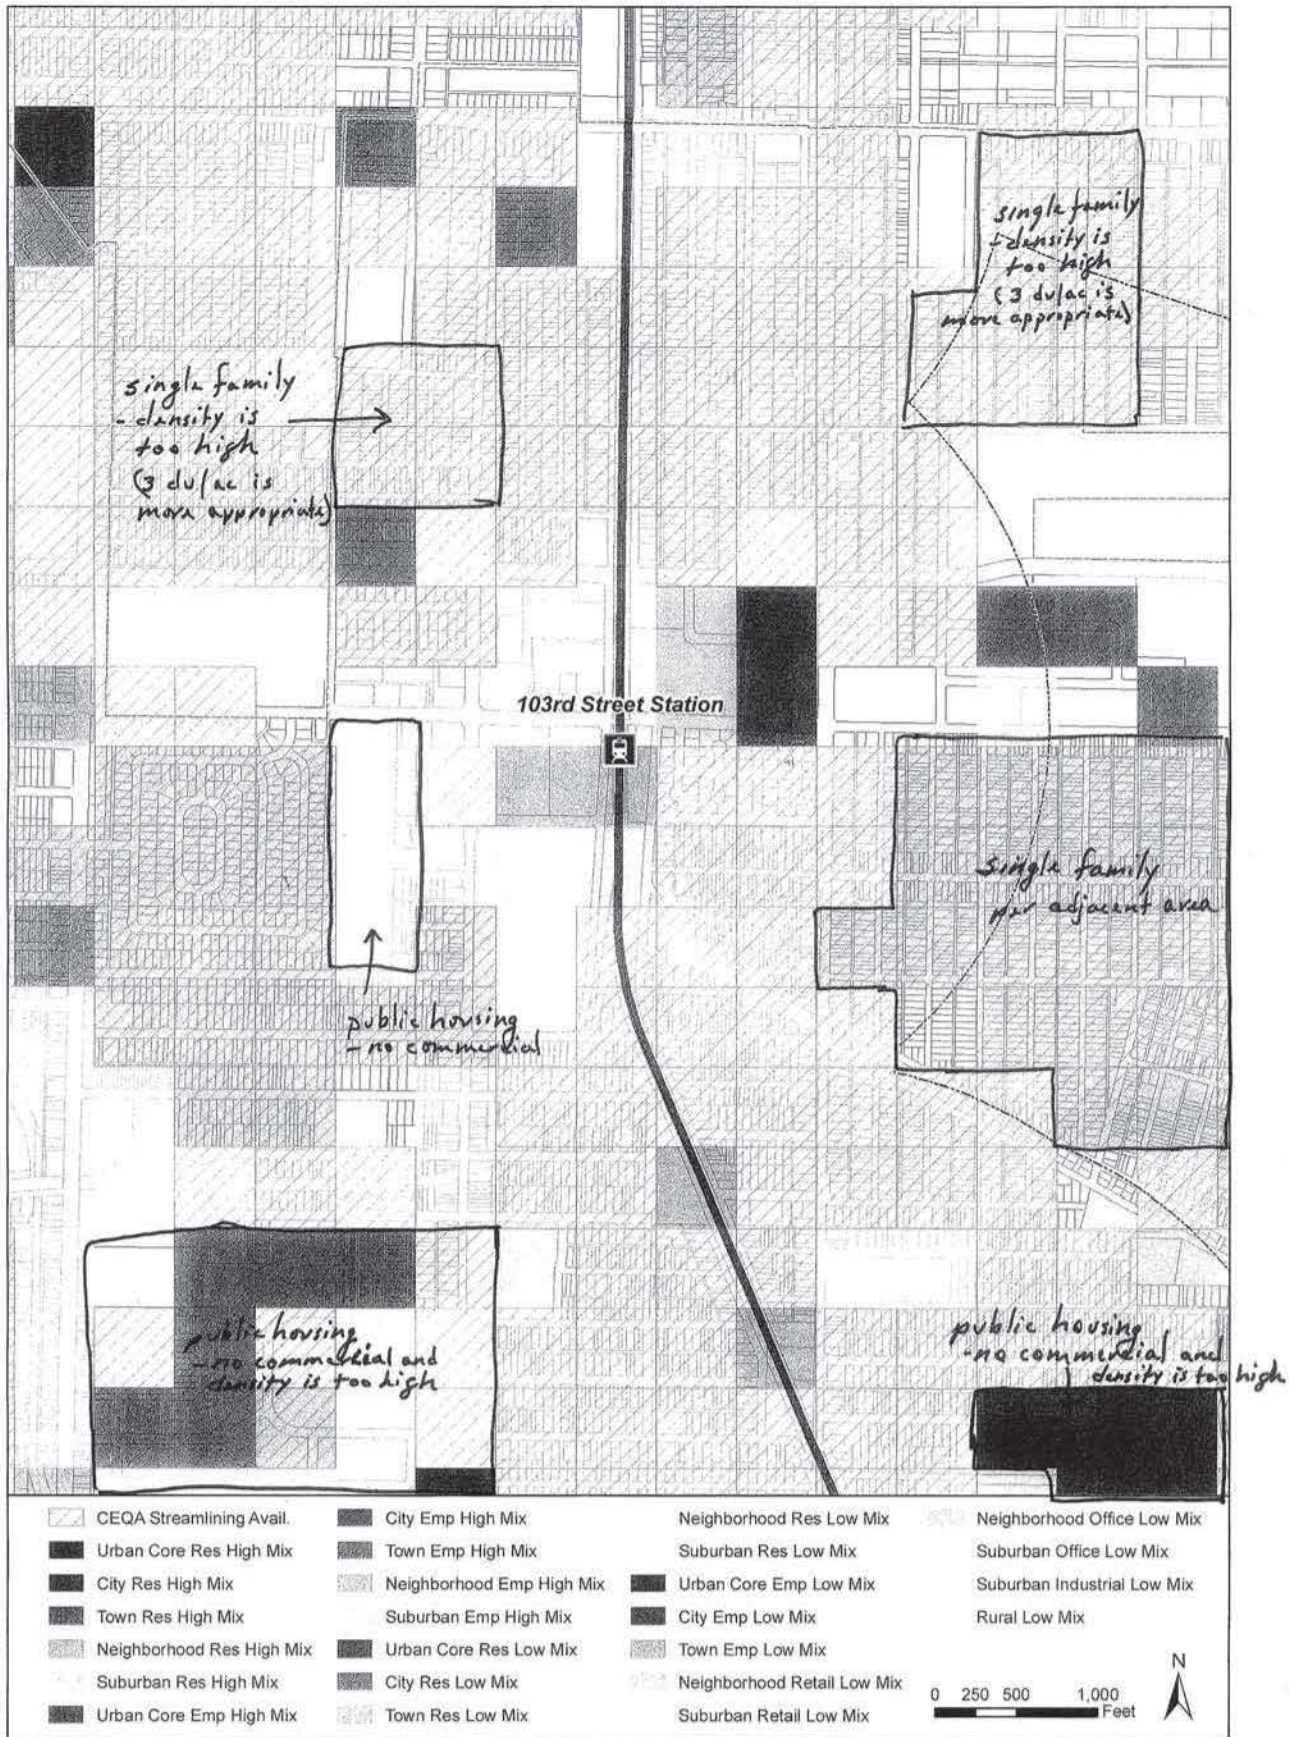 single family
- density is
too high
(3 du/ac is
more appropriate)
single family
- density is
too high
(3 du/ac is
more appropriate)
103rd Street Station
single family
per adjacent area
public housing
- no commercial
public housing
- no commercial and
density is too high
public housing
- no commercial and
density is too high
CEQA Streamlining Avail.
Urban Core Res High Mix
City Res High Mix
Town Res High Mix
Neighborhood Res High Mix
Suburban Res High Mix
Urban Core Emp High Mix
City Emp High Mix
Town Emp High Mix
Neighborhood Emp High Mix
Suburban Emp High Mix
Urban Core Res Low Mix
City Res Low Mix
Town Res Low Mix
Neighborhood Res Low Mix
Suburban Res Low Mix
Urban Core Emp Low Mix
City Emp Low Mix
Town Emp Low Mix
Neighborhood Retail Low Mix
Suburban Retail Low Mix
Neighborhood Office Low Mix
Suburban Office Low Mix
Suburban Industrial Low Mix
Rural Low Mix
N
0 250 500 1,000
Feet